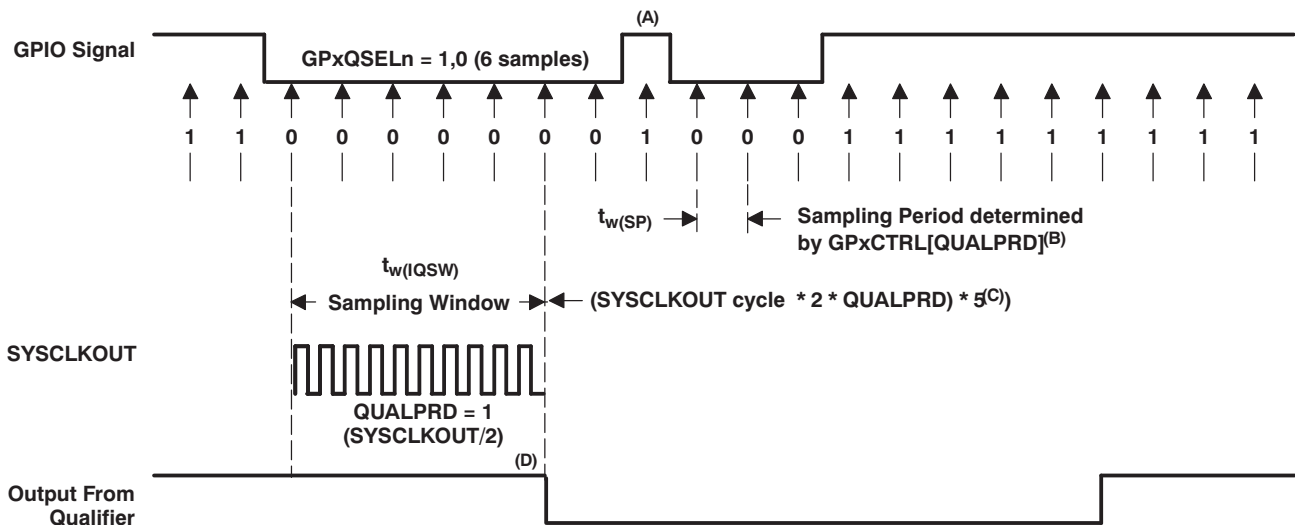 (A)
GPIO Signal
GPxQSELn = 1,0 (6 samples)
1 1 0 0 0 0 0 0 0 1 0 0 0 1 1 1 1 1 1 1 1 1
tw(SP)
Sampling Period determined
by GPxCTRL[QUALPRD](B)
tw(IQSW)
Sampling Window
(SYSCLKOUT cycle * 2 * QUALPRD) * 5(C))
SYSCLKOUT
QUALPRD = 1
(SYSCLKOUT/2)
(D)
Output From
Qualifier